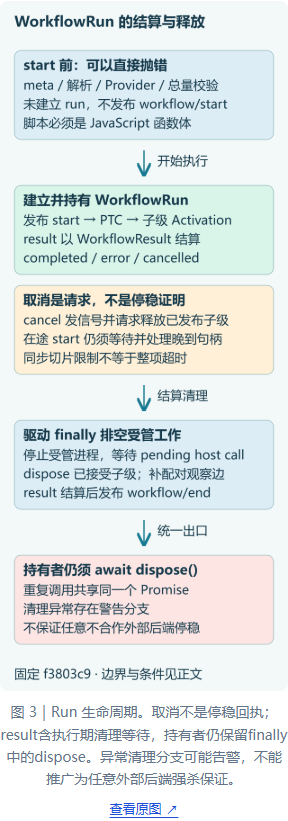 WorkflowRun 的结算与释放
start 前：可以直接抛错
meta / 解析 / Provider / 总量校验
未建立 run，不发布 workflow/start
脚本必须是 JavaScript 函数体
开始执行
建立并持有 WorkflowRun
发布 start → PTC → 子级 Activation
result 以 WorkflowResult 结算
completed / error / cancelled
取消是请求，不是停稳证明
cancel 发信号并请求释放已发布子级
在途 start 仍须等待并处理晚到句柄
同步切片限制不等于整项超时
结算清理
驱动 finally 排空受管工作
停止受管进程，等待 pending host call
dispose 已接受子级；补配对观察边
result 结算后发布 workflow/end
统一出口
持有者仍须 await dispose()
重复调用共享同一个 Promise
清理异常存在警告分支
不保证任意不合作外部后端停稳
固定 f3803c9 · 边界与条件见正文
图 3｜Run 生命周期。取消不是停稳回执；
result含执行期清理等待，持有者仍保留finally
中的dispose。异常清理分支可能告警，不能
推广为任意外部后端强杀保证。
查看原图 ↗